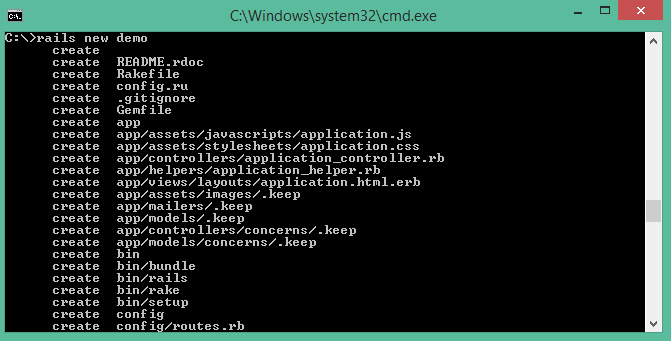 C:\Windows\system32\cmd.exe
C:\>rails new demo
create
create README.rdoc
create Rakefile
create config.ru
create .gitignore
create Gemfile
create app
create app/assets/javascripts/application.js
create app/assets/stylesheets/application.css
create app/controllers/application_controller.rb
create app/helpers/application_helper.rb
create app/views/layouts/application.html.erb
create app/assets/images/.keep
create app/mailers/.keep
create app/models/.keep
create app/controllers/concerns/.keep
create app/models/concerns/.keep
create bin
create bin/bundle
create bin/rails
create bin/rake
create bin/setup
create config
create config/routes.rb